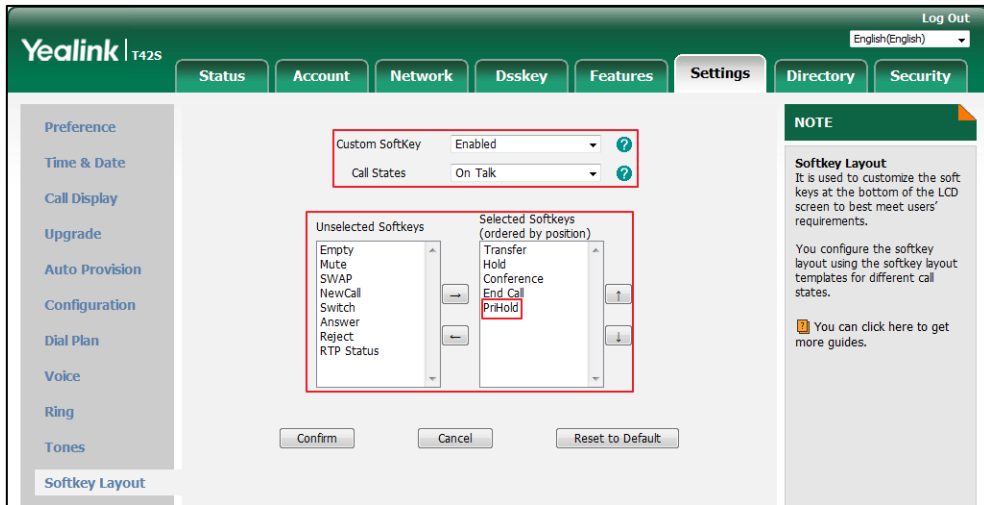 Log Out
English(English)
Yealink T42S
Status Account Network Dsskey Features Settings Directory Security
Preference
Time & Date
Call Display
Upgrade
Auto Provision
Configuration
Dial Plan
Voice
Ring
Tones
Softkey Layout
Custom SoftKey Enabled ?
Call States On Talk ?
Unselected Softkeys
Empty
Mute
SWAP
NewCall
Switch
Answer
Reject
RTP Status
→
←
Selected Softkeys
(ordered by position)
Transfer
Hold
Conference
End Call
PriHold
↑
↓
Confirm Cancel Reset to Default
NOTE
Softkey Layout
It is used to customize the soft
keys at the bottom of the LCD
screen to best meet users'
requirements.
You configure the softkey
layout using the softkey layout
templates for different call
states.
? You can click here to get
more guides.